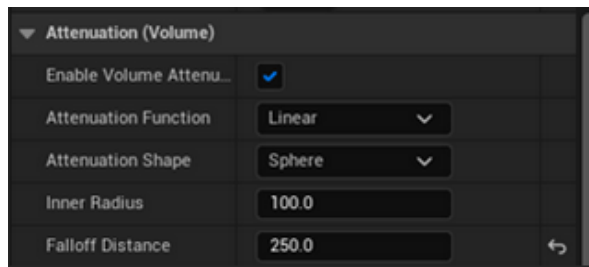 Attenuation (Volume)
Enable Volume Attenu...
Attenuation Function Linear
Attenuation Shape Sphere
Inner Radius 100.0
Falloff Distance 250.0